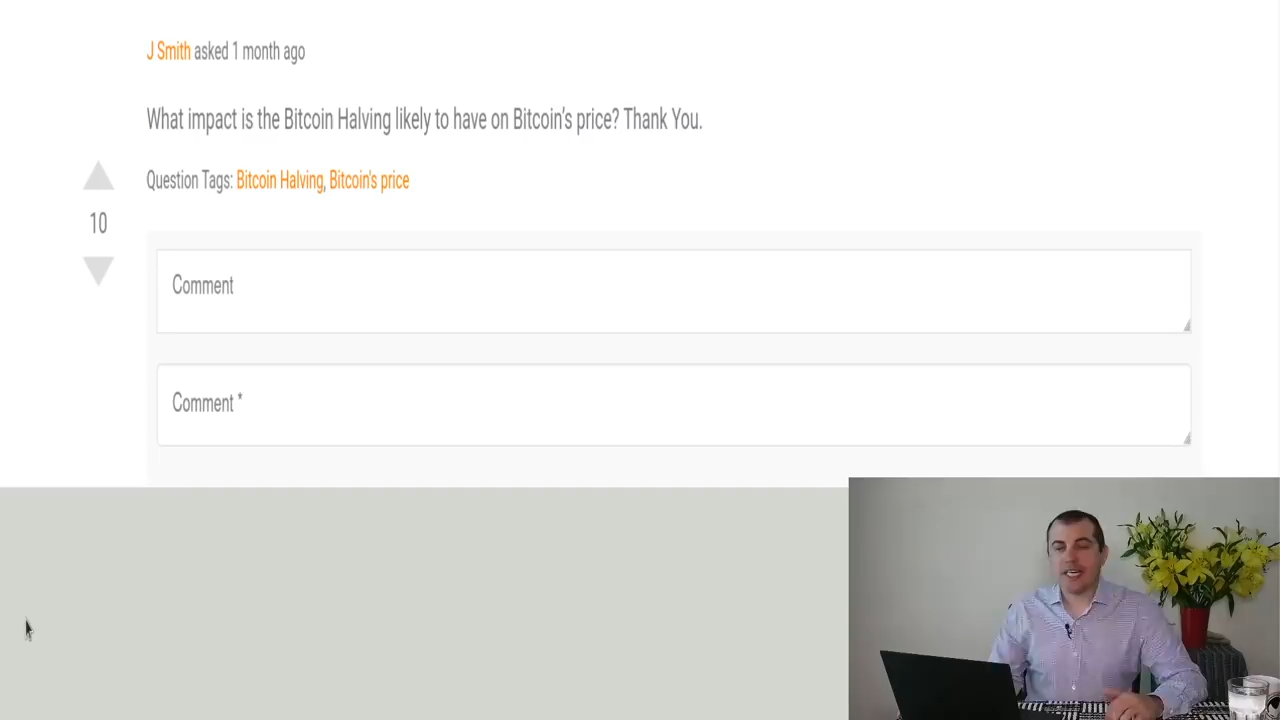 J Smith asked 1 month ago
What impact is the Bitcoin Halving likely to have on Bitcoin’s price? Thank You.
Question Tags: Bitcoin Halving, Bitcoin's price
10
Comment
Comment *